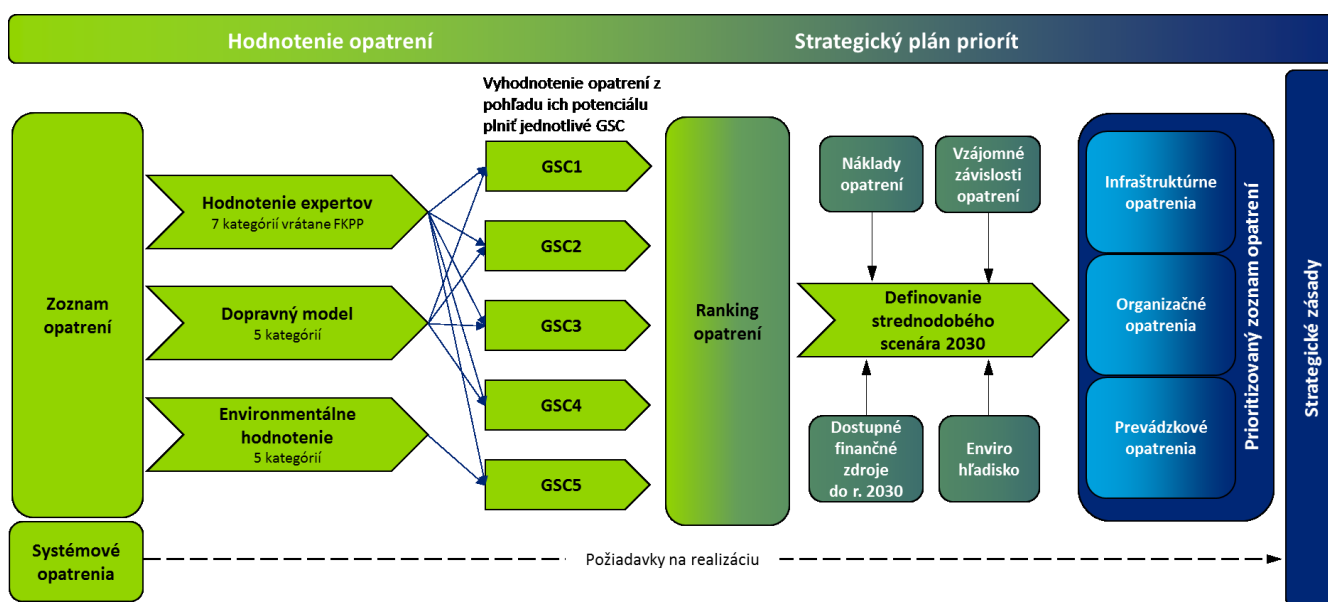 Hodnotenie opatrení
Strategický plán priorít
Vyhodnotenie opatrení z
pohľadu ich potenciálu
plniť jednotlivé GSC
Zoznam
opatrení
Hodnotenie expertov
7 kategórií vrátane FKPP
Dopravný model
5 kategórií
Environmentálne
hodnotenie
5 kategórií
GSC1
GSC2
GSC3
GSC4
GSC5
Ranking
opatrení
Náklady
opatrení
Vzájomné
závislosti
opatrení
Definovanie
strednodobého
scenára 2030
Dostupné
finančné
zdroje
do r. 2030
Enviro
hľadisko
Infraštruktúrne
opatrenia
Organizačné
opatrenia
Prevádzkové
opatrenia
Prioritizovaný zoznam opatrení
Strategické zásady
Systémové
opatrenia
Požiadavky na realizáciu